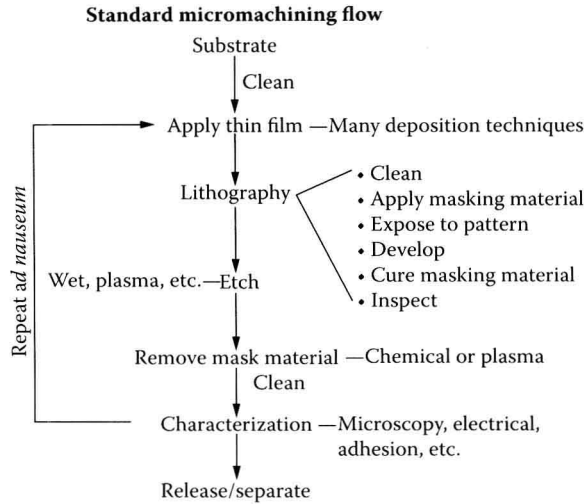 Standard micromachining flow
Substrate
Clean
Apply thin film —Many deposition techniques
Lithography
• Clean
• Apply masking material
• Expose to pattern
• Develop
• Cure masking material
• Inspect
Repeat ad nauseum
Wet, plasma, etc.—Etch
Remove mask material —Chemical or plasma
Clean
Characterization —Microscopy, electrical,
adhesion, etc.
Release/separate